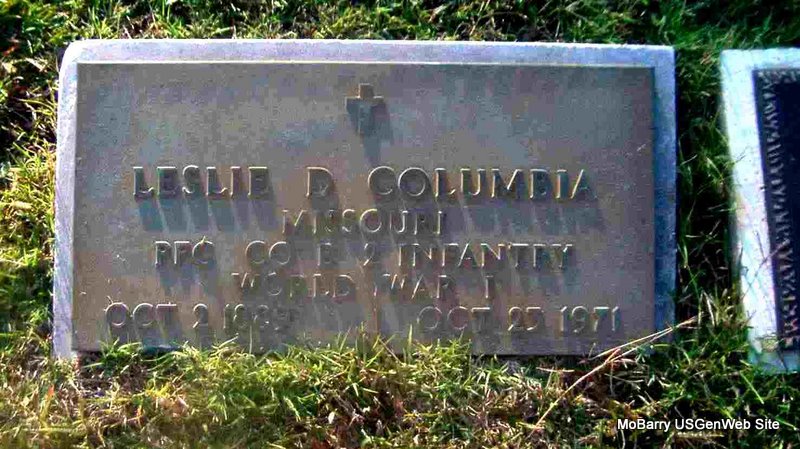 LESLIE D COLUMBIA
MISSOURI
PFC CO 2 INFANTRY
WORLD WAR I
OCT 2 OCT 25 1971
MoBarry USGenWeb Site